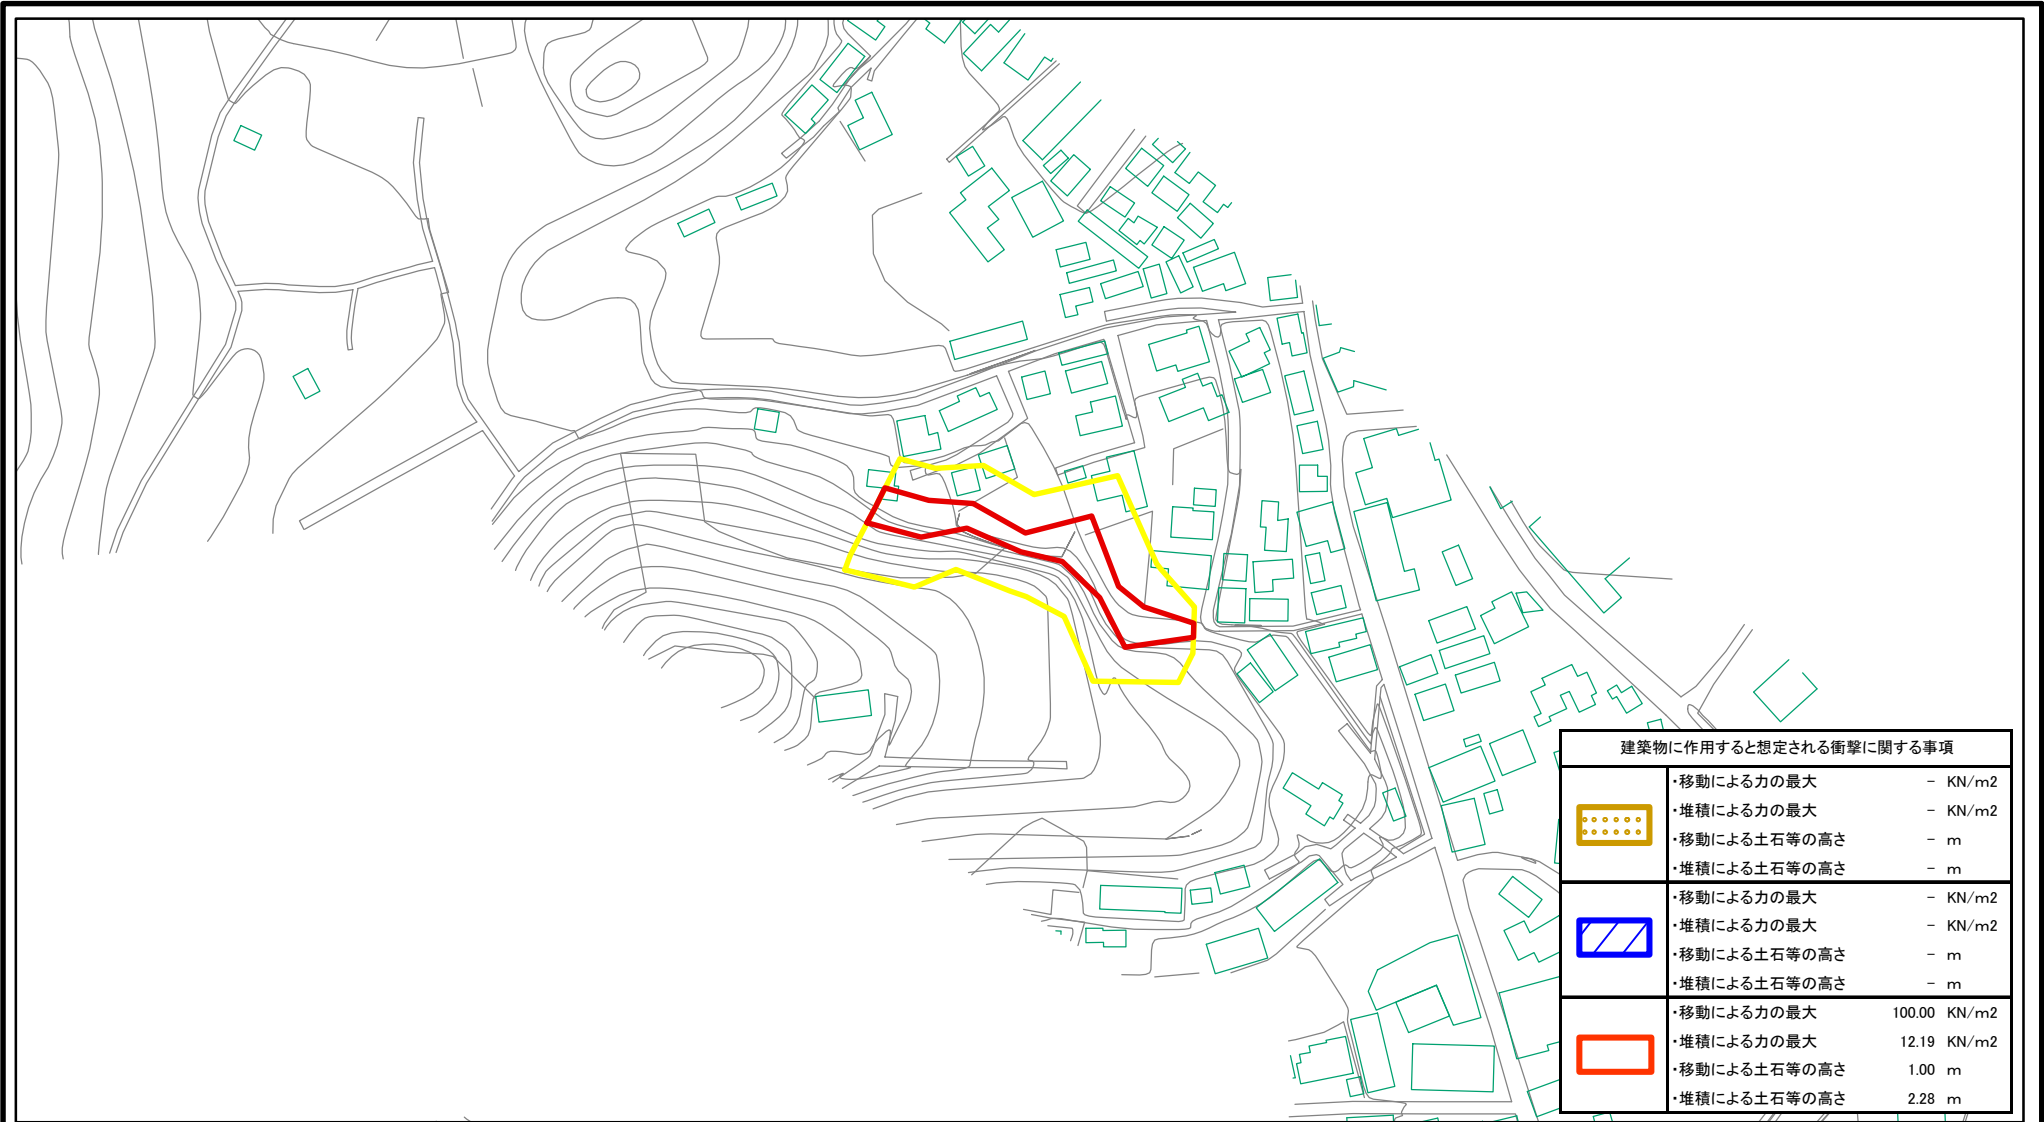 建築物に作用すると想定される衝撃に関する事項
・移動による力の最大 - KN/m2
・堆積による力の最大 - KN/m2
・移動による土石等の高さ - m
・堆積による土石等の高さ - m
・移動による力の最大 - KN/m2
・堆積による力の最大 - KN/m2
・移動による土石等の高さ - m
・堆積による土石等の高さ - m
・移動による力の最大 100.00 KN/m2
・堆積による力の最大 12.19 KN/m2
・移動による土石等の高さ 1.00 m
・堆積による土石等の高さ 2.28 m